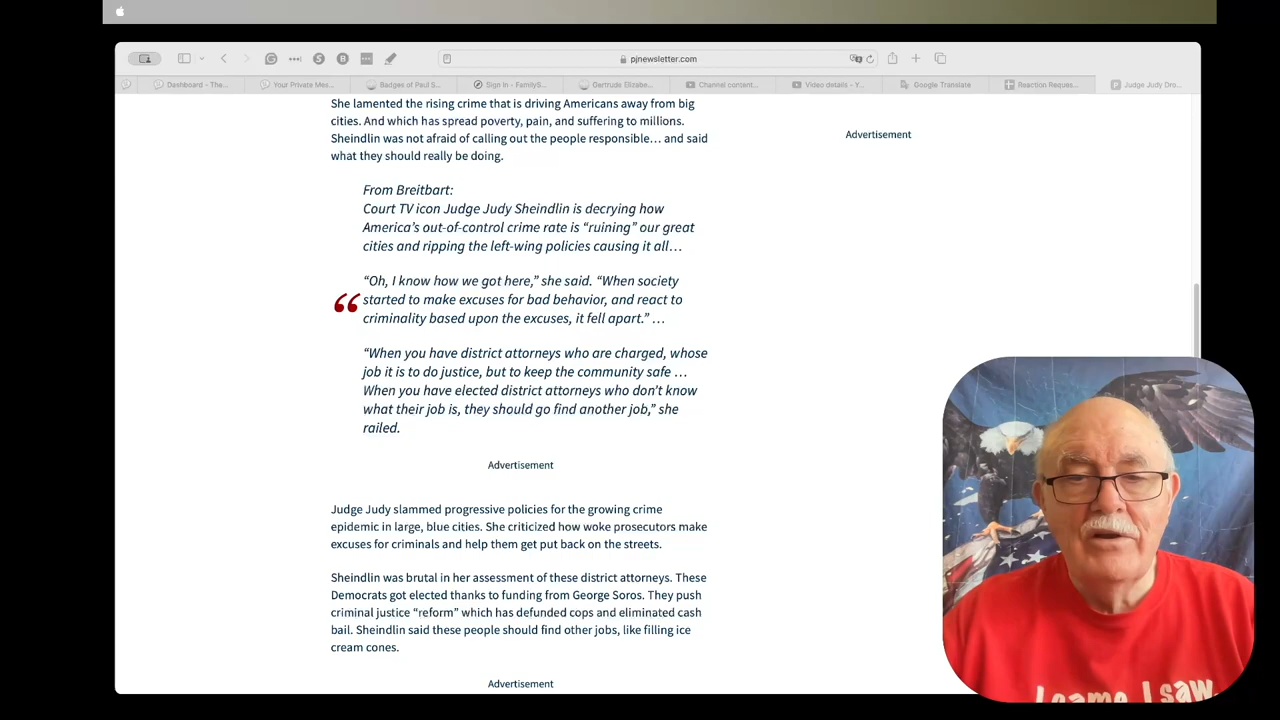 pjnewsletter.com
Dashboard - The...
Your Private Mes...
Badges of Paul S...
Sign In - FamilyS...
Gertrude Elisabe...
Channel content...
Video details - Y...
Google Translate
Reaction Reques...
Judge Judy Dro...
She lamented the rising crime that is driving Americans away from big
cities. And which has spread poverty, pain, and suffering to millions.
Sheindlin was not afraid of calling out the people responsible… and said
what they should really be doing.
Advertisement
From Breitbart:
Court TV icon Judge Judy Sheindlin is decrying how
America’s out-of-control crime rate is “ruining” our great
cities and ripping the left-wing policies causing it all…
“Oh, I know how we got here,” she said. “When society
started to make excuses for bad behavior, and react to
criminality based upon the excuses, it fell apart.” …
“When you have district attorneys who are charged, whose
job it is to do justice, but to keep the community safe …
When you have elected district attorneys who don’t know
what their job is, they should go find another job,” she
railed.
Advertisement
Judge Judy slammed progressive policies for the growing crime
epidemic in large, blue cities. She criticized how woke prosecutors make
excuses for criminals and help them get put back on the streets.
Sheindlin was brutal in her assessment of these district attorneys. These
Democrats got elected thanks to funding from George Soros. They push
criminal justice “reform” which has defunded cops and eliminated cash
bail. Sheindlin said these people should find other jobs, like filling ice
cream cones.
Advertisement
I came, I saw,